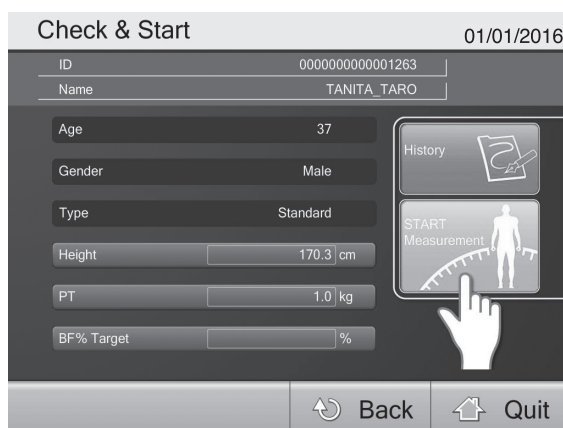 Check & Start 01/01/2016
ID 0000000000001263
Name TANITA_TARO
Age 37
Gender Male
Type Standard
Height 170.3 cm
PT 1.0 kg
BF% Target %
History
START
Measurement
Back Quit